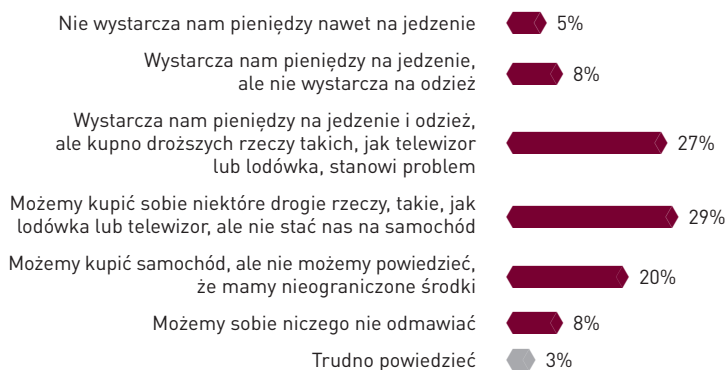 Nie wystarcza nam pieniędzy nawet na jedzenie 5%
Wystarcza nam pieniędzy na jedzenie,
ale nie wystarcza na odzież 8%
Wystarcza nam pieniędzy na jedzenie i odzież,
ale kupno droższych rzeczy takich, jak telewizor
lub lodówka, stanowi problem 27%
Możemy kupić sobie niektóre drogie rzeczy, takie, jak
lodówka lub telewizor, ale nie stać nas na samochód 29%
Możemy kupić samochód, ale nie możemy powiedzieć,
że mamy nieograniczone środki 20%
Możemy sobie niczego nie odmawiać 8%
Trudno powiedzieć 3%